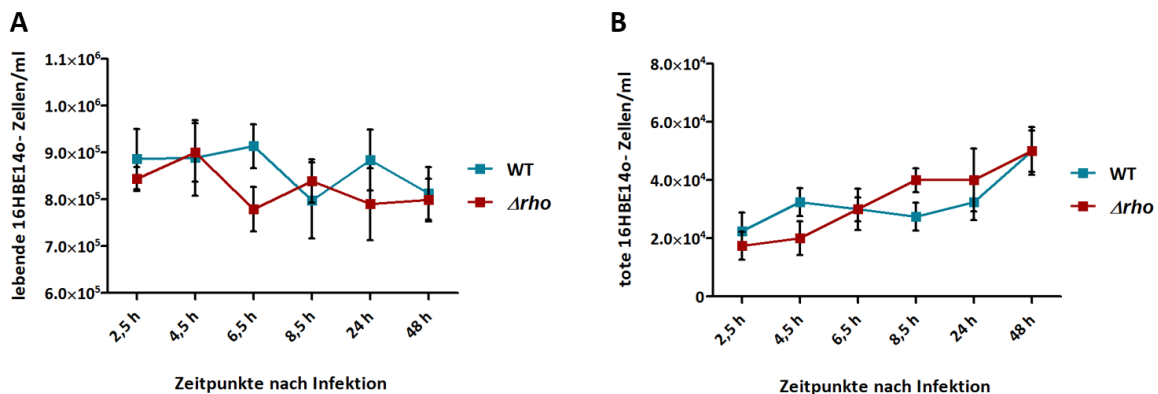 A
lebende 16HBE14o- Zellen/ml
1.1×10⁶
1.0×10⁶
9.0×10⁵
8.0×10⁵
7.0×10⁵
6.0×10⁵
2,5 h
4,5 h
6,5 h
8,5 h
24 h
48 h
Zeitpunkte nach Infektion
WT
Δrho
B
tote 16HBE14o- Zellen/ml
8.0×10⁴
6.0×10⁴
4.0×10⁴
2.0×10⁴
0
2,5 h
4,5 h
6,5 h
8,5 h
24 h
48 h
Zeitpunkte nach Infektion
WT
Δrho